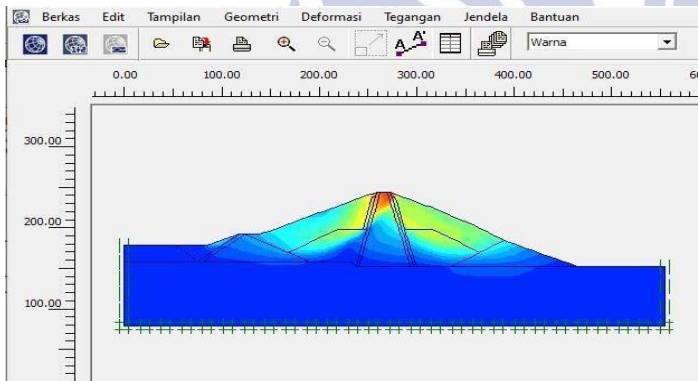 Berkas Edit Tampilan Geometri Deformasi Tegangan Jendela Bantuan
A A' Warna
0.00 100.00 200.00 300.00 400.00 500.00
300.00
200.00
100.00